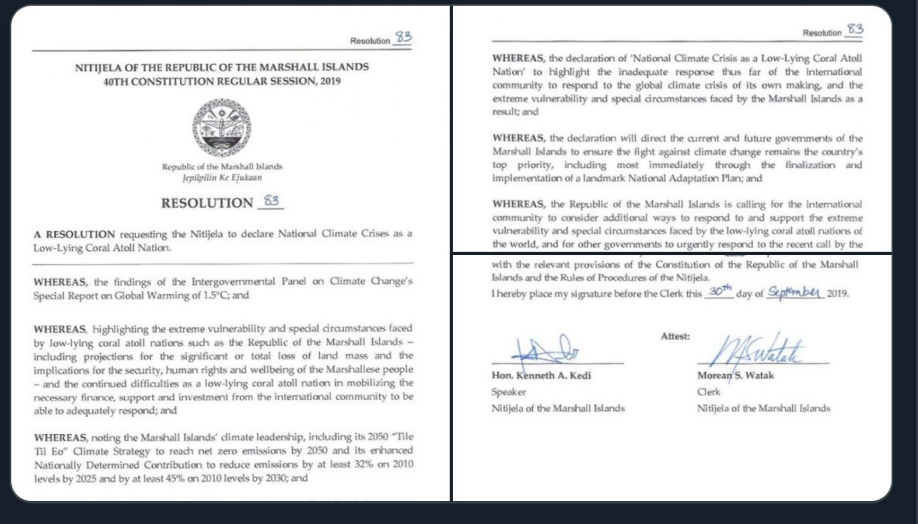 Resolution 83
NITIJELA OF THE REPUBLIC OF THE MARSHALL ISLANDS
40TH CONSTITUTION REGULAR SESSION, 2019
Republic of the Marshall Islands
Jepilpilin Ke Ejukaan
RESOLUTION 83
A RESOLUTION requesting the Nitijela to declare National Climate Crises as a
Low-Lying Coral Atoll Nation.
WHEREAS, the findings of the Intergovernmental Panel on Climate Change's
Special Report on Global Warming of 1.5°C; and
WHEREAS, highlighting the extreme vulnerability and special circumstances faced
by low-lying coral atoll nations such as the Republic of the Marshall Islands –
including projections for the significant or total loss of land mass and the
implications for the security, human rights and wellbeing of the Marshallese people
– and the continued difficulties as a low-lying coral atoll nation in mobilizing the
necessary finance, support and investment from the international community to be
able to adequately respond; and
WHEREAS, noting the Marshall Islands' climate leadership, including its 2050 "Tile
Til Eo" Climate Strategy to reach net zero emissions by 2050 and its enhanced
Nationally Determined Contribution to reduce emissions by at least 32% on 2010
levels by 2025 and by at least 45% on 2010 levels by 2030; and
Resolution 83
WHEREAS, the declaration of 'National Climate Crisis as a Low-Lying Coral Atoll
Nation' to highlight the inadequate response thus far of the international
community to respond to the global climate crisis of its own making, and the
extreme vulnerability and special circumstances faced by the Marshall Islands as a
result; and
WHEREAS, the declaration will direct the current and future governments of the
Marshall Islands to ensure the fight against climate change remains the country's
top priority, including most immediately through the finalization and
implementation of a landmark National Adaptation Plan; and
WHEREAS, the Republic of the Marshall Islands is calling for the international
community to consider additional ways to respond to and support the extreme
vulnerability and special circumstances faced by the low-lying coral atoll nations of
the world, and for other governments to urgently respond to the recent call by the
with the relevant provisions of the Constitution of the Republic of the Marshall
Islands and the Rules of Procedures of the Nitijela.
I hereby place my signature before the Clerk this 30th day of September 2019.
Attest:
Hon. Kenneth A. Kedi
Speaker
Nitijela of the Marshall Islands
Morean S. Watak
Clerk
Nitijela of the Marshall Islands